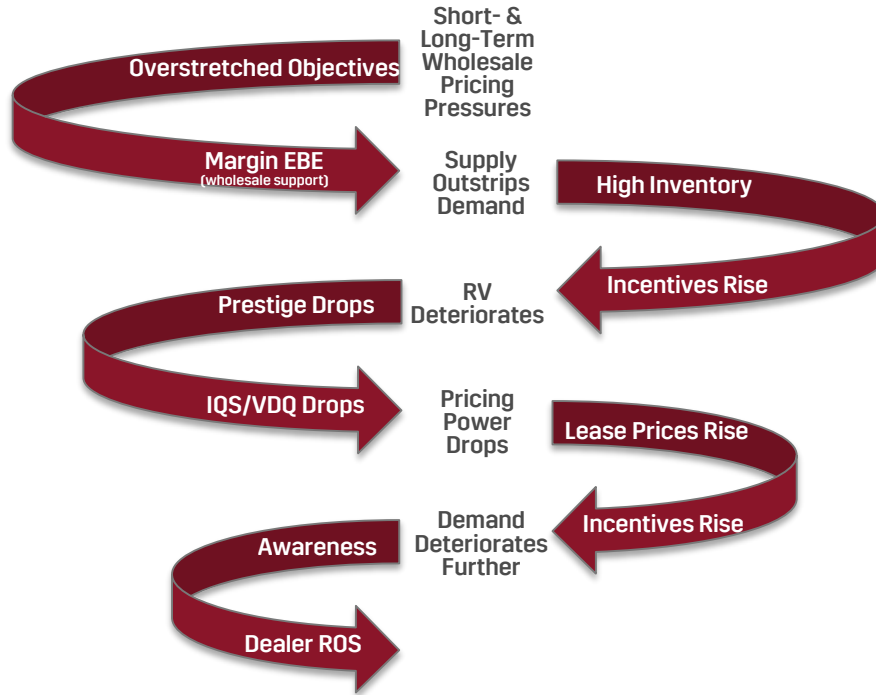 Short- &
Long-Term
Wholesale
Pricing
Pressures
Overstretched Objectives
Margin EBE
(wholesale support)
Supply
Outstrips
Demand
High Inventory
Incentives Rise
RV
Deteriorates
Prestige Drops
IQS/VDQ Drops
Pricing
Power
Drops
Lease Prices Rise
Incentives Rise
Demand
Deteriorates
Further
Awareness
Dealer ROS